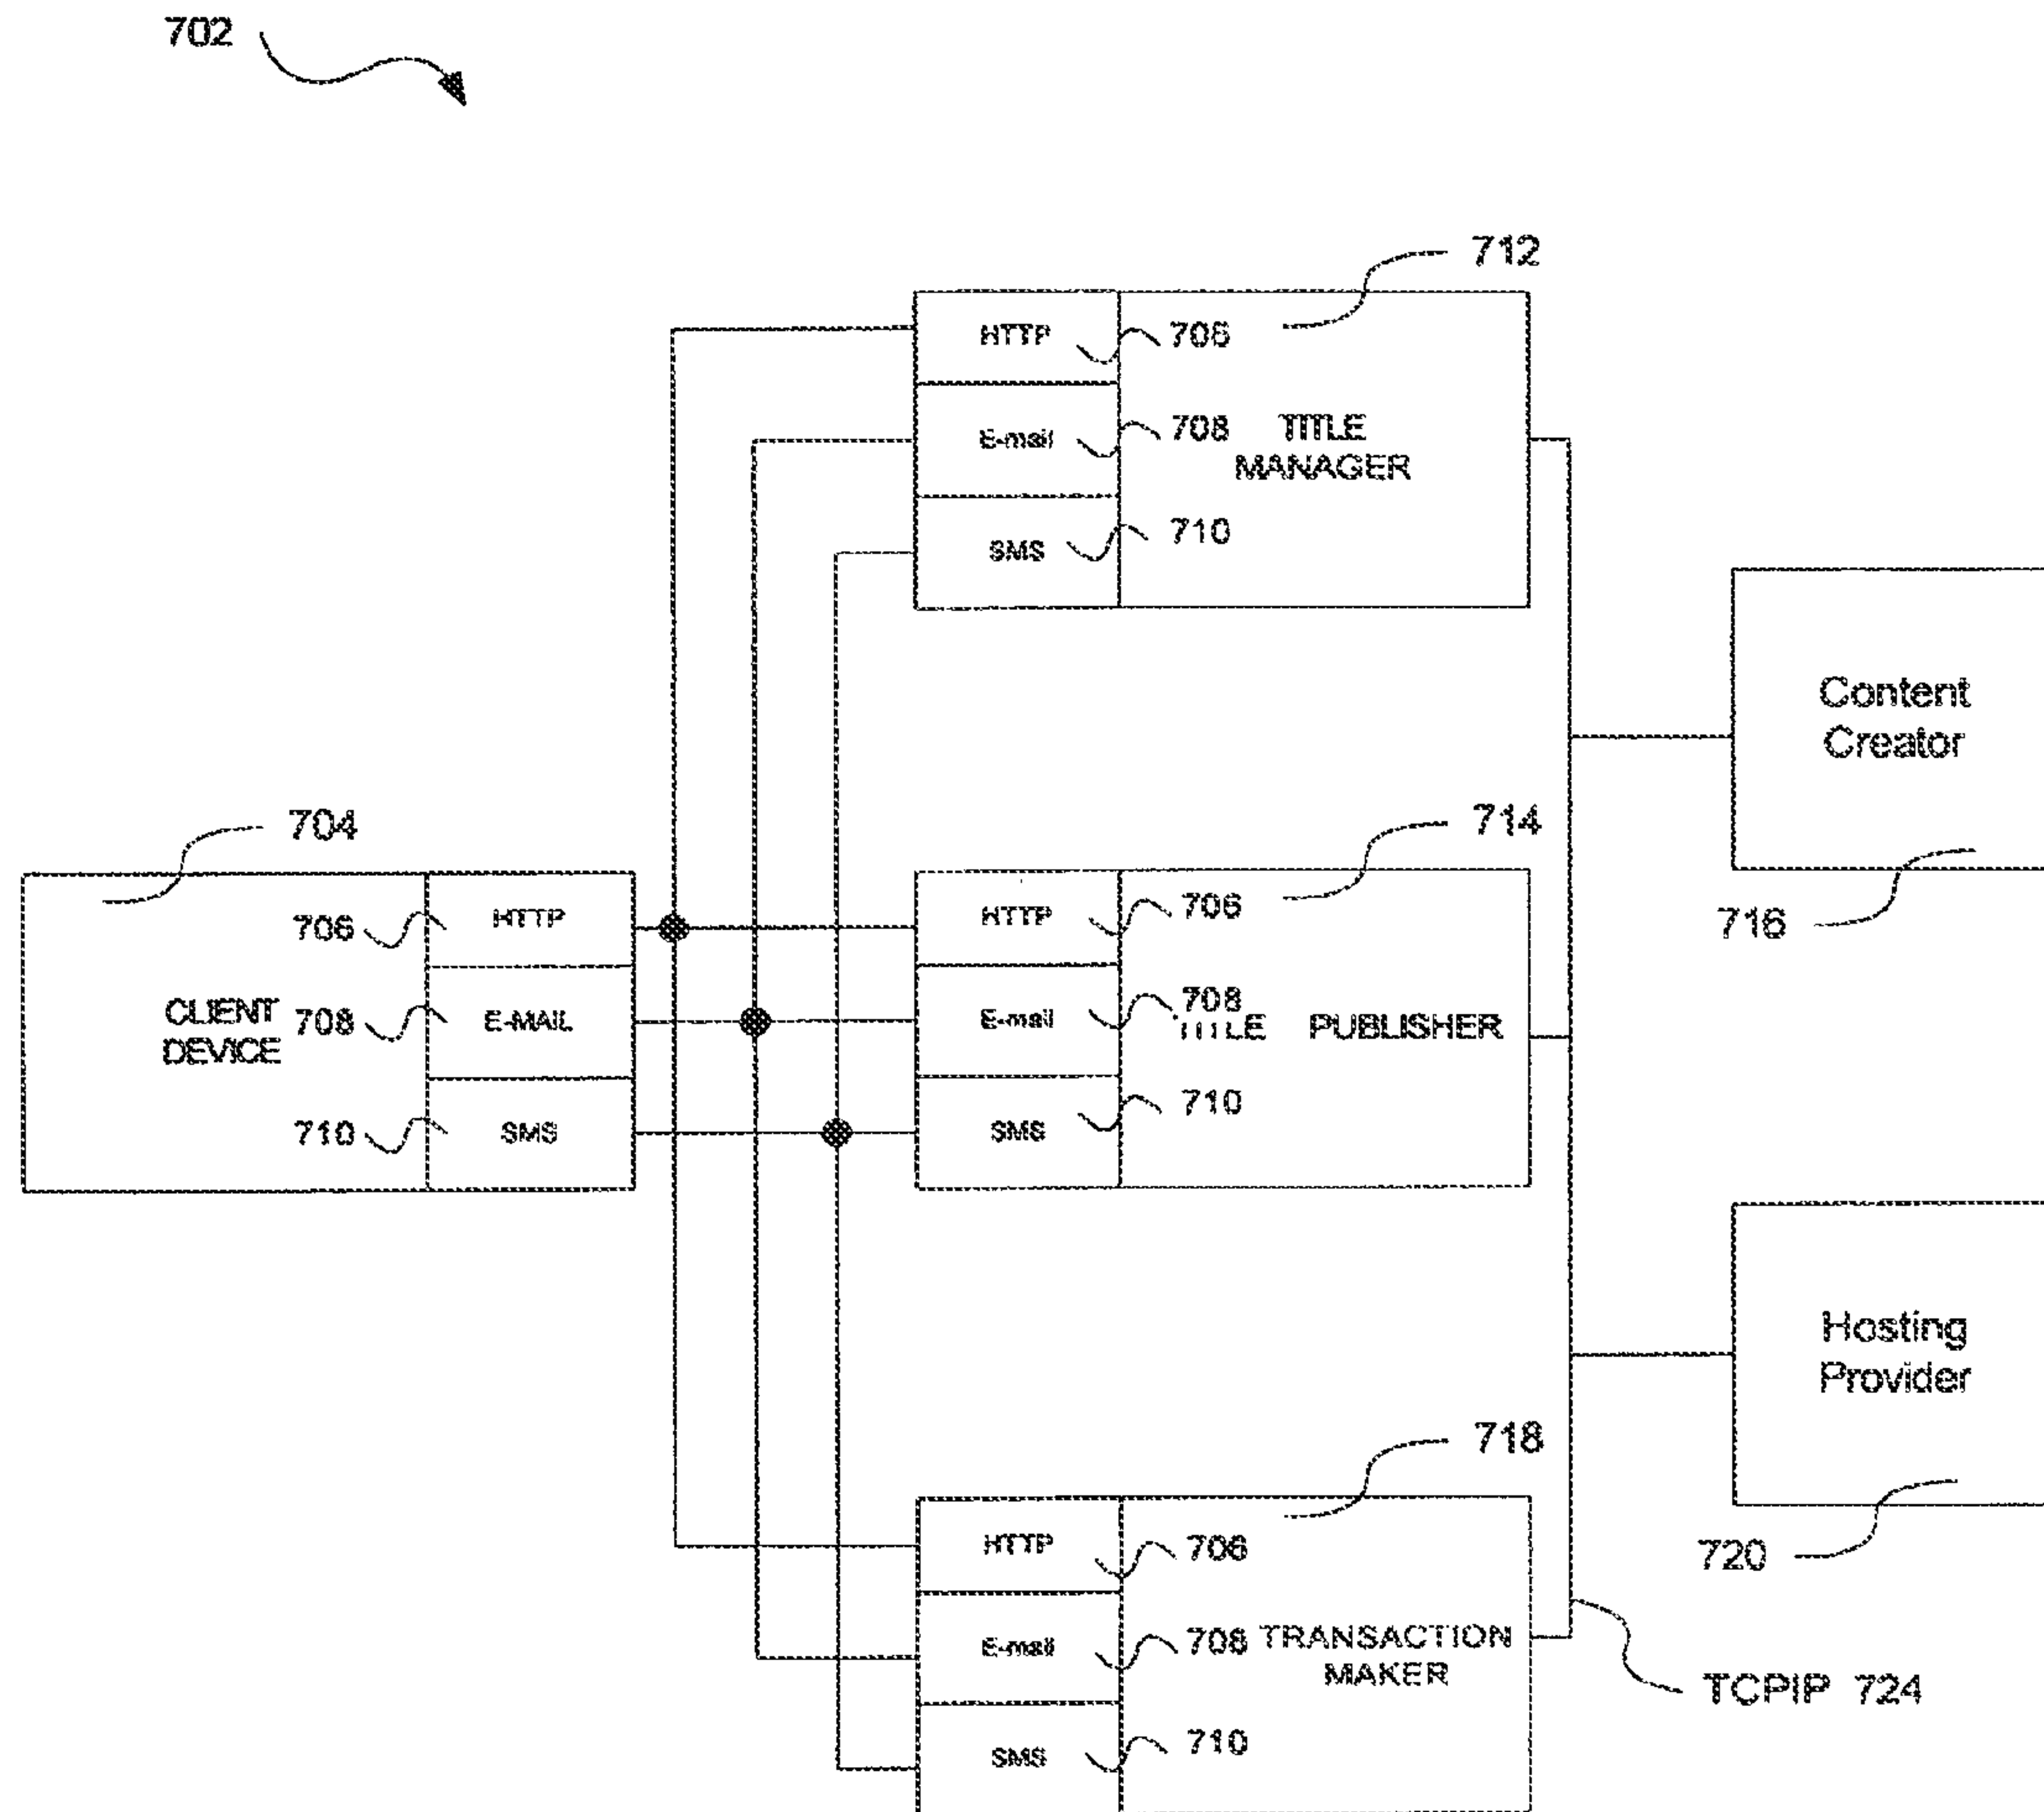 702
712
HTTP
706
E-mail
708
TITLE
MANAGER
SMS
710
Content
Creator
716
704
CLIENT
DEVICE
706
HTTP
708
E-MAIL
710
SMS
714
HTTP
706
E-mail
708
TITLE PUBLISHER
SMS
710
Hosting
Provider
720
718
HTTP
706
E-mail
708
TRANSACTION
MAKER
SMS
710
TCPIP 724